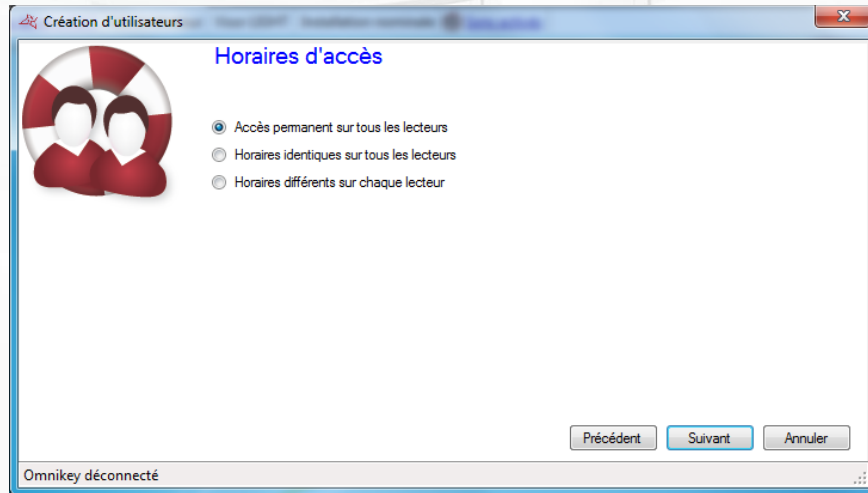 Création d'utilisateurs
Horaires d'accès
Accès permanent sur tous les lecteurs
Horaires identiques sur tous les lecteurs
Horaires différents sur chaque lecteur
Précédent Suivant Annuler
Omnikey déconnecté